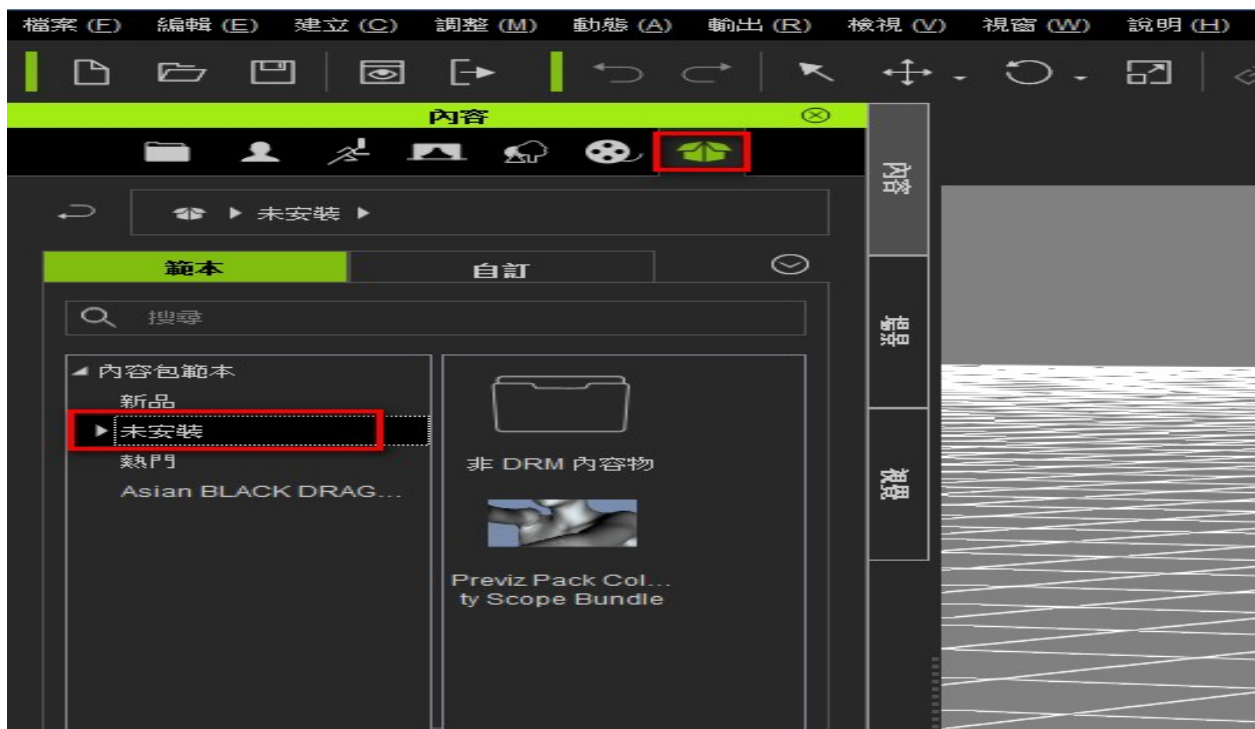 檔案 (F) 編輯 (E) 建立 (C) 調整 (M) 動態 (A) 輸出 (R) 檢視 (V) 視窗 (W) 說明 (H)
內容
未安裝
範本 自訂
搜尋
內容包範本
新品
未安裝
熱門
Asian BLACK DRAG...
非 DRM 內容物
Previz Pack Col...
ty Scope Bundle
內容
場景
視覺